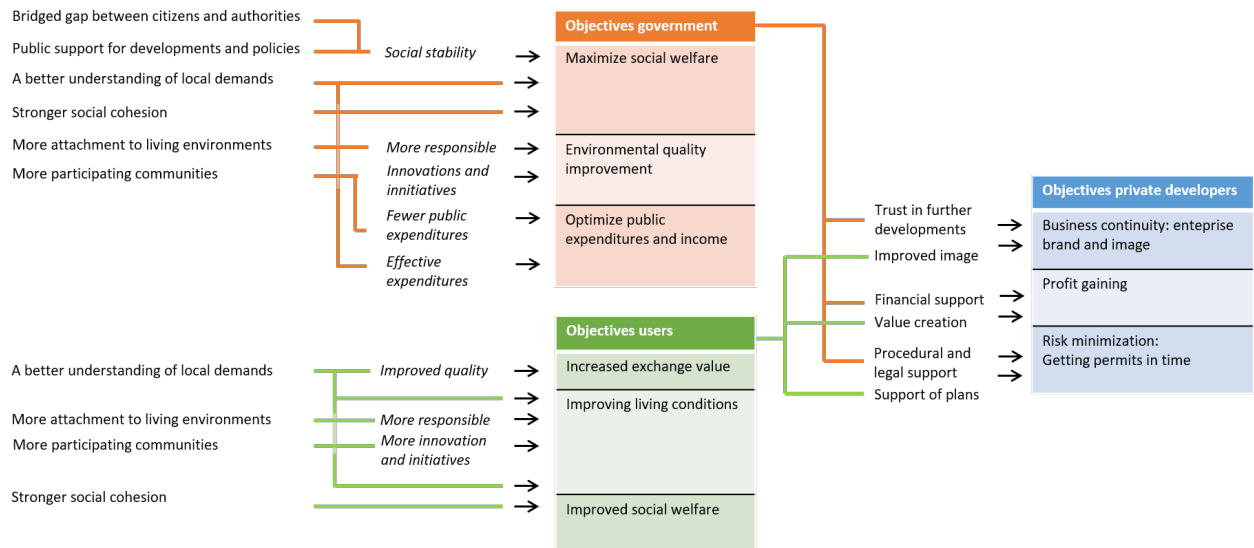 Bridged gap between citizens and authorities
Public support for developments and policies
Social stability
A better understanding of local demands
Stronger social cohesion
More attachment to living environments
More responsible
More participating communities
Innovations and
innitiatives
Fewer public
expenditures
Effective
expenditures
Objectives government
Maximize social welfare
Environmental quality
improvement
Optimize public
expenditures and income
A better understanding of local demands
Improved quality
More attachment to living environments
More responsible
More participating communities
More innovation
and initiatives
Stronger social cohesion
Objectives users
Increased exchange value
Improving living conditions
Improved social welfare
Trust in further
developments
Improved image
Financial support
Value creation
Procedural and
legal support
Support of plans
Objectives private developers
Business continuity: enteprise
brand and image
Profit gaining
Risk minimization:
Getting permits in time